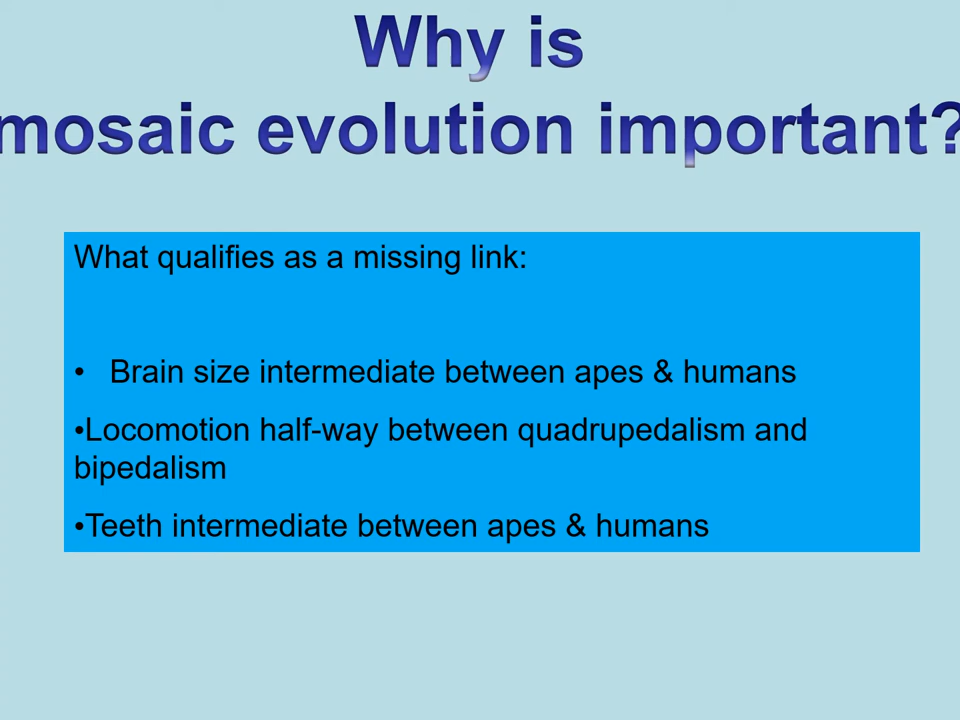 Why is
mosaic evolution important?
What qualifies as a missing link:
• Brain size intermediate between apes & humans
•Locomotion half-way between quadrupedalism and
bipedalism
•Teeth intermediate between apes & humans